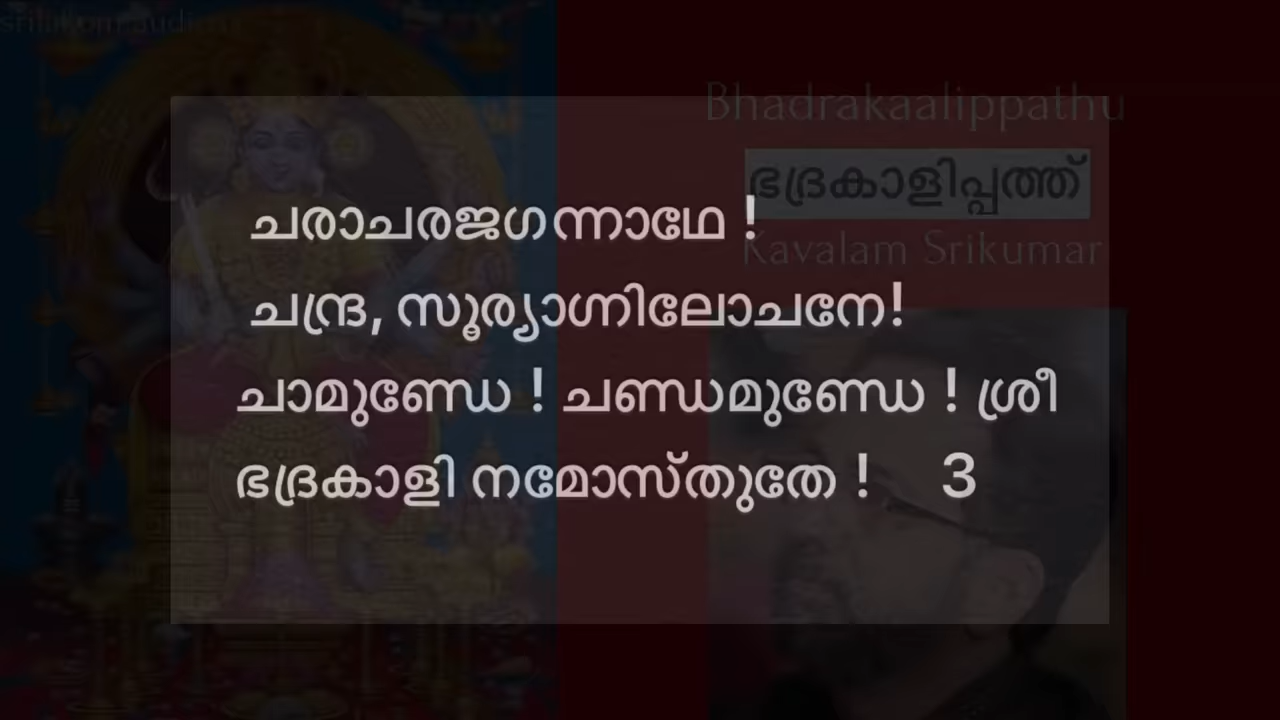 Bhadrakaalippathu
ഭദ്രകാളിപ്പത്ത്
Kavalam Srikumar
ചരാചരജഗന്നാഥേ !
ചന്ദ്ര, സൂര്യാഗ്നിലോചനേ!
ചാമുണ്ഡേ ! ചണ്ഡമുണ്ഡേ ! ശ്രീ
ഭദ്രകാളി നമോസ്തുതേ ! 3